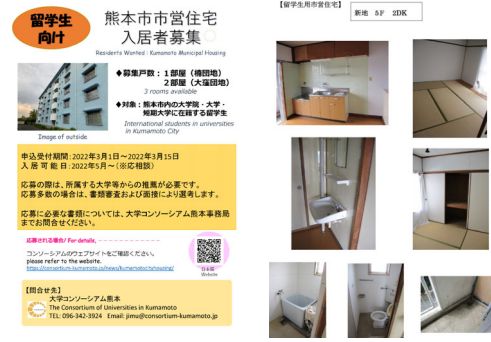 留学生
向け
熊本市市営住宅
入居者募集
Residents Wanted : Kumamoto Municipal Housing
◆募集戸数：１部屋（楠団地）
２部屋（大窪団地）
3 rooms available
◆対象：熊本市内の大学院・大学・
短期大学に在籍する留学生
International students in universities
in Kumamoto City
Image of outside
申込受付期間：2022年3月1日～2022年3月15日
入居可能日：2022年5月～（※応相談）
応募の際は、所属する大学等からの推薦が必要です。
応募多数の場合は、書類審査および面接により選考します。
応募に必要な書類については、大学コンソーシアム熊本事務局
までお問合せください。
応募される場合/ For details,
コンソーシアムのウェブサイトをご確認ください。
please refer to the website.
https://consortium-kumamoto.jp/news/kumamotocityhousing/
日本語
Website
【問合せ先】
大学コンソーシアム熊本
The Consortium of Universities in Kumamoto
TEL: 096-342-3924 Email: jimu@consortium-kumamoto.jp
【留学生用市営住宅】
新地 5F 2DK